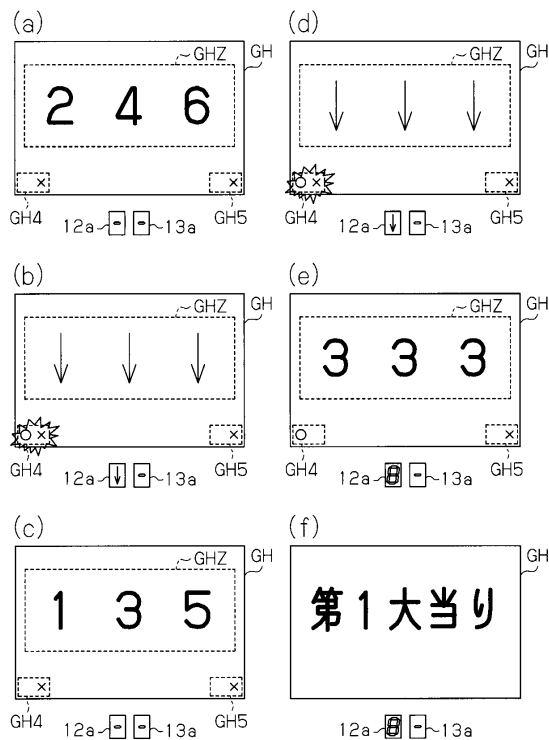 (a)
GHZ
GH
2 4 6
×
×
GH4
12a
-
-
13a
GH5
(b)
GHZ
GH
↓ ↓ ↓
○×
×
GH4
12a
↓
-
13a
GH5
(c)
GHZ
GH
1 3 5
×
×
GH4
12a
-
-
13a
GH5
(d)
GHZ
GH
↓ ↓ ↓
○×
×
GH4
12a
↓
-
13a
GH5
(e)
GHZ
GH
3 3 3
○
×
GH4
12a
8
-
13a
GH5
(f)
GH
第1大当り
12a
8
-
13a